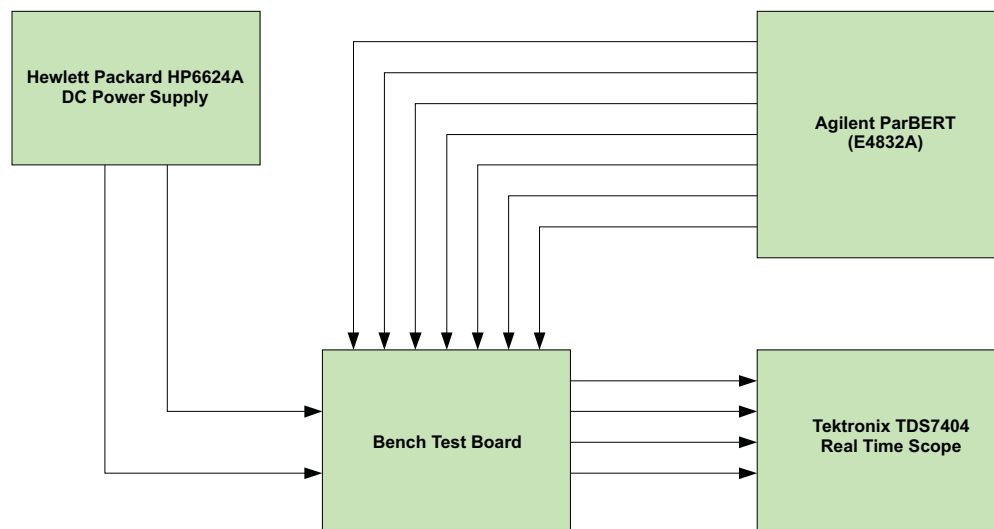 Hewlett Packard HP6624A
DC Power Supply
Agilent ParBERT
(E4832A)
Bench Test Board
Tektronix TDS7404
Real Time Scope